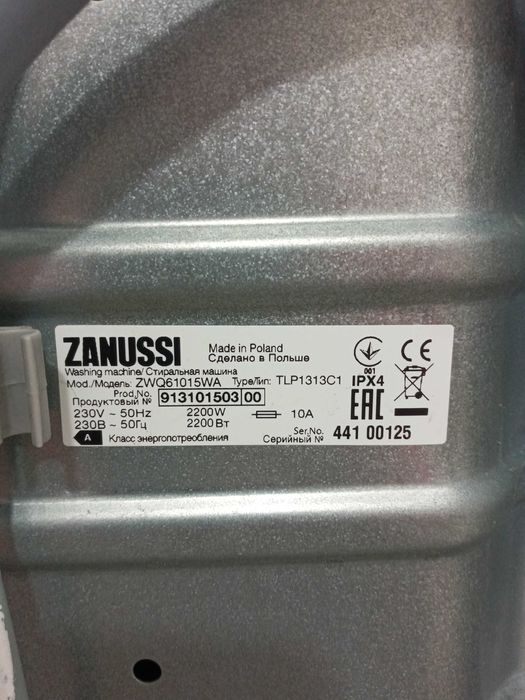 ZANUSSI
Made in Poland
Сделано в Польше
Washing machine/ Стиральная машина
Mod./Модель: ZWQ61015WA Type/Тип: TLP1313C1
Prod.No.
Продуктовый № 913101503 00
230V ~ 50Hz 2200W 10A
230В ~ 50Гц 2200Вт
A Класс энергопотребления
Ser.No.
Серийный № 441 00125
001
IPX4
CE
EAC